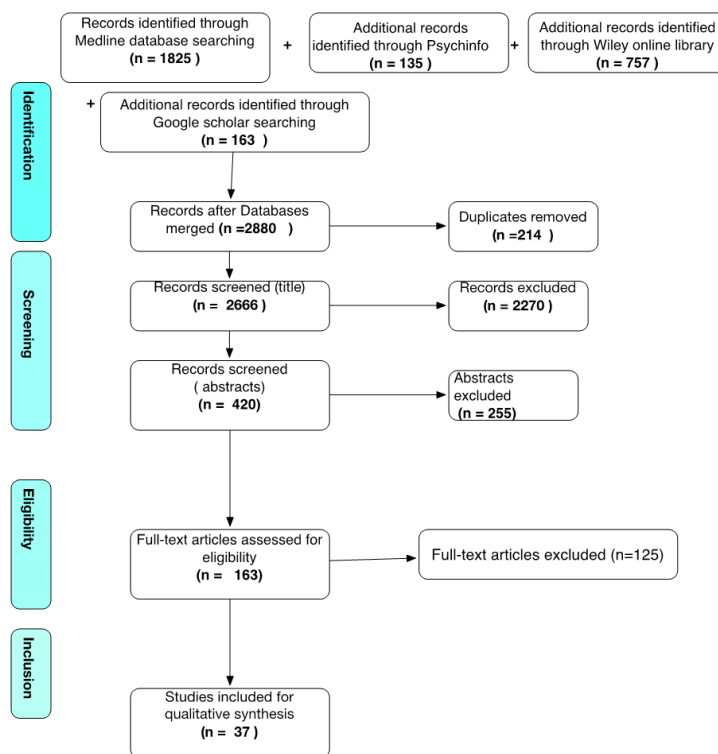 Records identified through
Medline database searching
(n = 1825 )
+
Additional records
identified through Psychinfo
(n = 135 )
+
Additional records identified
through Wiley online library
(n = 757 )
Identification
+
Additional records identified through
Google scholar searching
(n = 163 )
Records after Databases
merged (n =2880 )
Duplicates removed
(n =214 )
Screening
Records screened (title)
(n = 2666 )
Records excluded
(n = 2270 )
Records screened
( abstracts)
(n = 420)
Abstracts
excluded
(n = 255)
Eligibility
Full-text articles assessed for
eligibility
(n = 163)
Full-text articles excluded (n=125)
Inclusion
Studies included for
qualitative synthesis
(n = 37 )